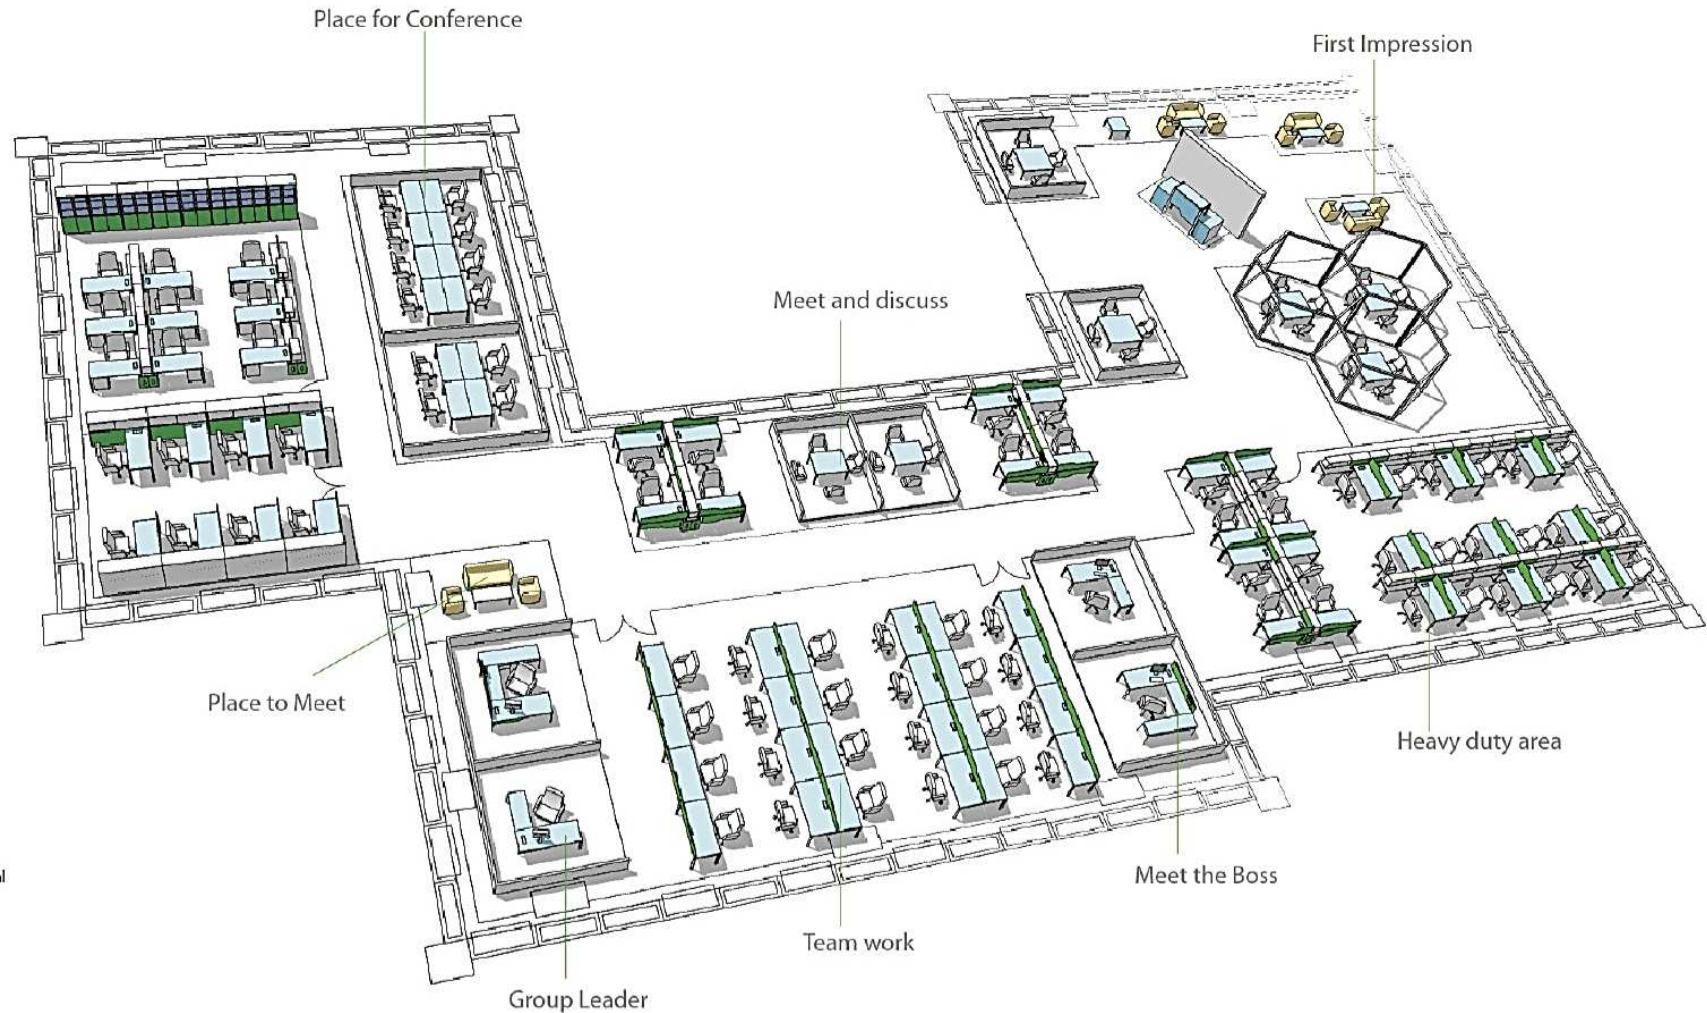 Place for Conference
First Impression
Meet and discuss
Place to Meet
Heavy duty area
Meet the Boss
Team work
Group Leader